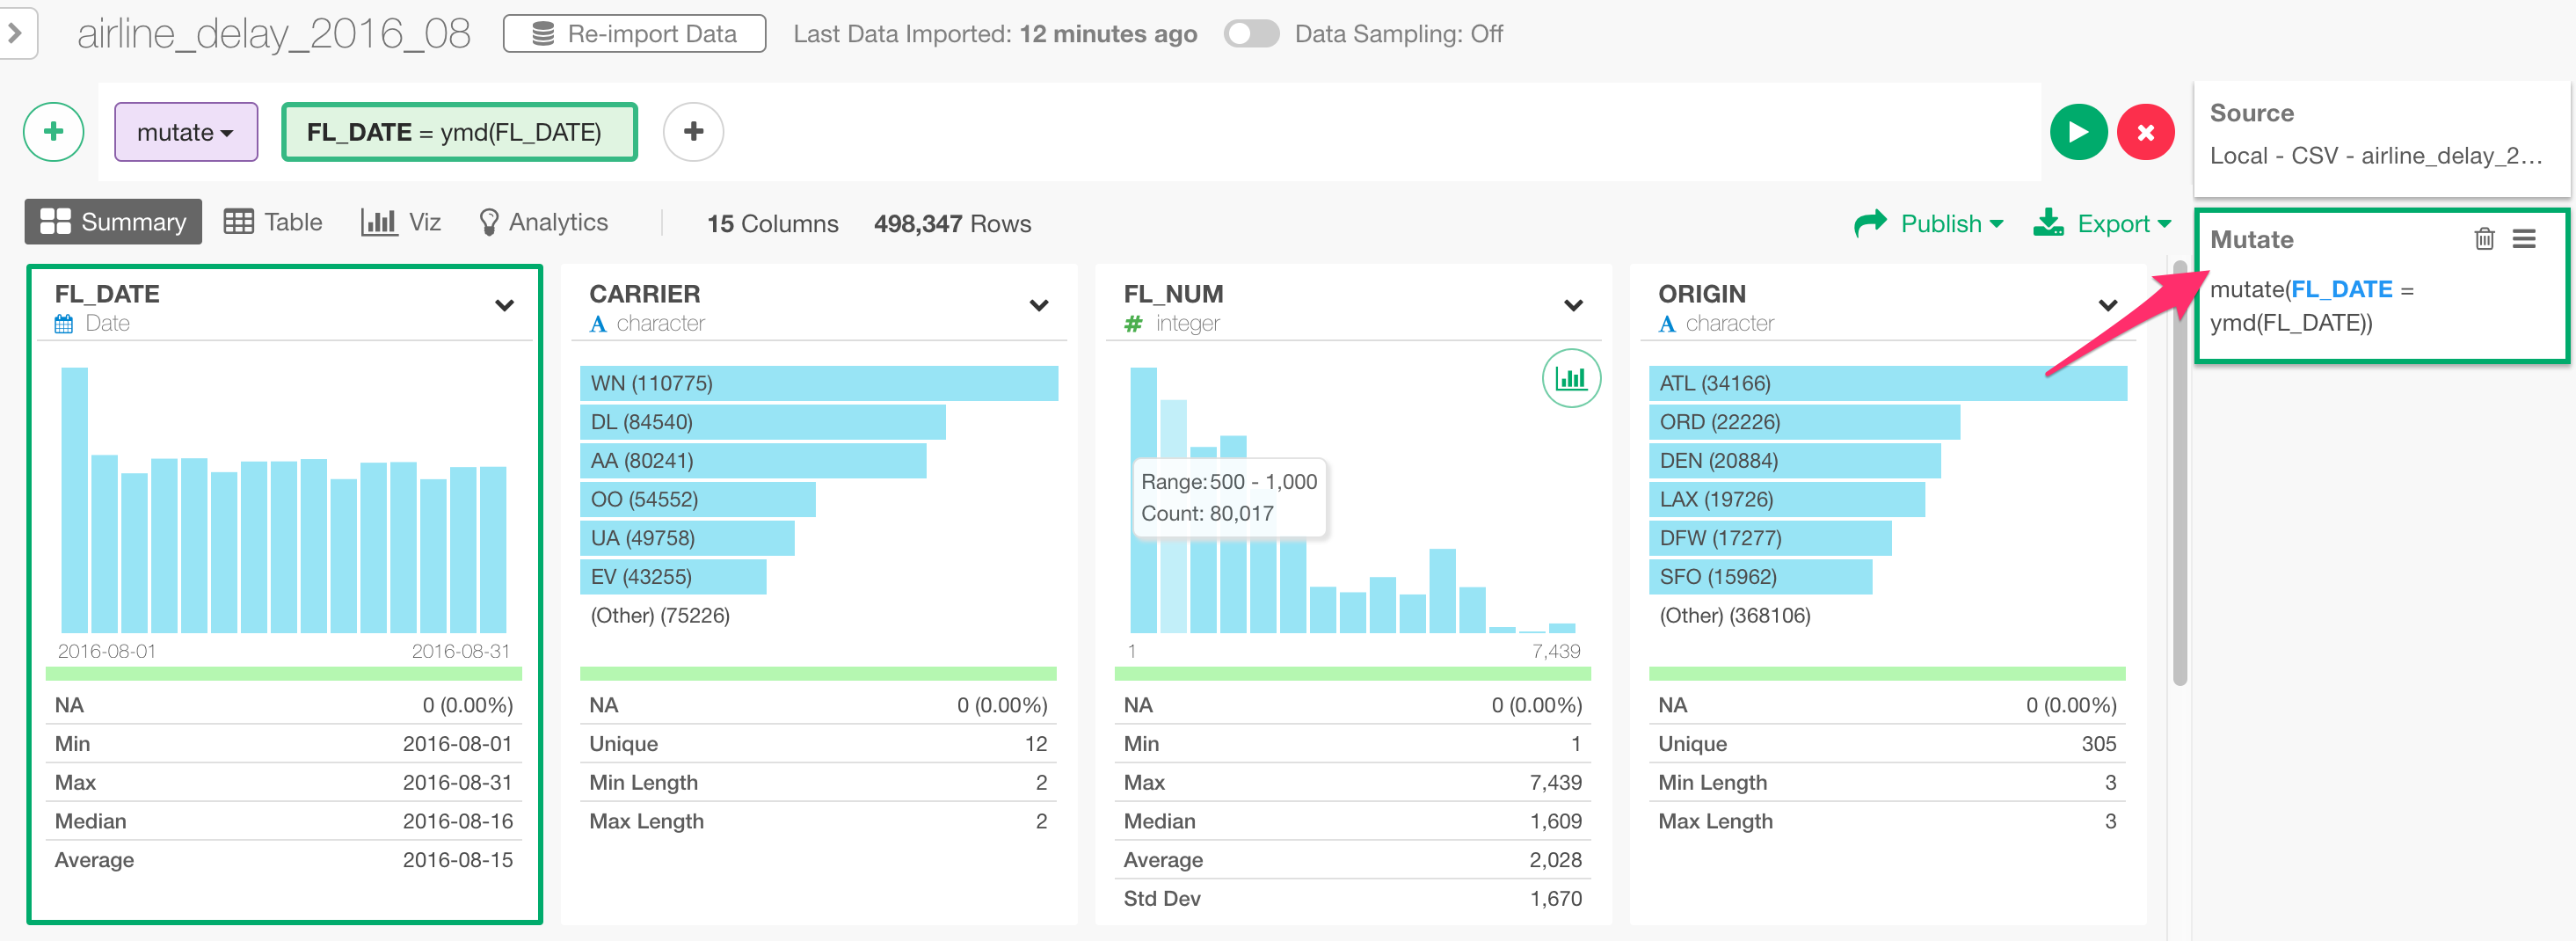 airline_delay_2016_08
Re-import Data
Last Data Imported: 12 minutes ago
Data Sampling: Off
mutate
FL_DATE = ymd(FL_DATE)
Summary
Table
Viz
Analytics
15 Columns
498,347 Rows
Publish
Export
Source
Local - CSV - airline_delay_2...
Mutate
mutate(FL_DATE =
ymd(FL_DATE))
FL_DATE
Date
2016-08-01
2016-08-31
NA 0 (0.00%)
Min 2016-08-01
Max 2016-08-31
Median 2016-08-16
Average 2016-08-15
CARRIER
A character
WN (110775)
DL (84540)
AA (80241)
OO (54552)
UA (49758)
EV (43255)
(Other) (75226)
NA 0 (0.00%)
Unique 12
Min Length 2
Max Length 2
FL_NUM
# integer
Range: 500 - 1,000
Count: 80,017
1
7,439
NA 0 (0.00%)
Min 1
Max 7,439
Median 1,609
Average 2,028
Std Dev 1,670
ORIGIN
A character
ATL (34166)
ORD (22226)
DEN (20884)
LAX (19726)
DFW (17277)
SFO (15962)
(Other) (368106)
NA 0 (0.00%)
Unique 305
Min Length 3
Max Length 3